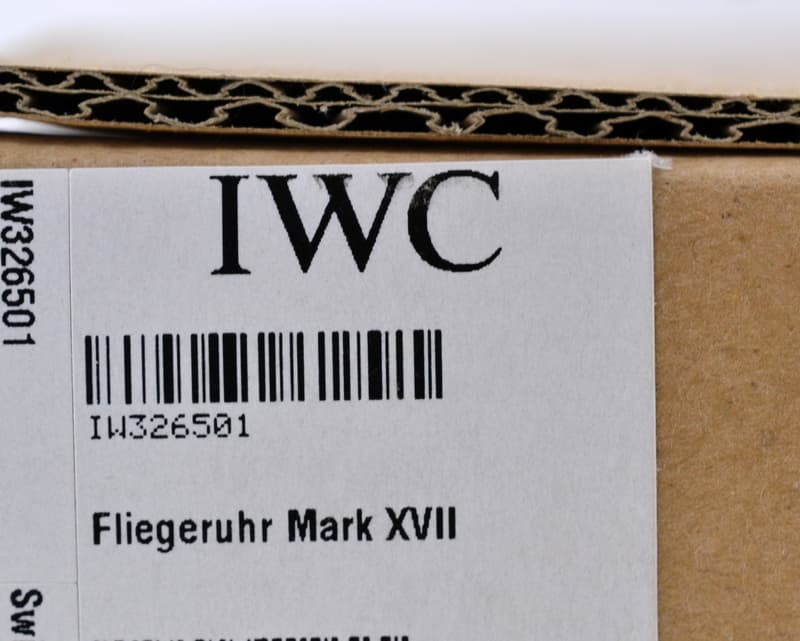 IWC
IW326501
Fliegeruhr Mark XVII
IW326501
Sw